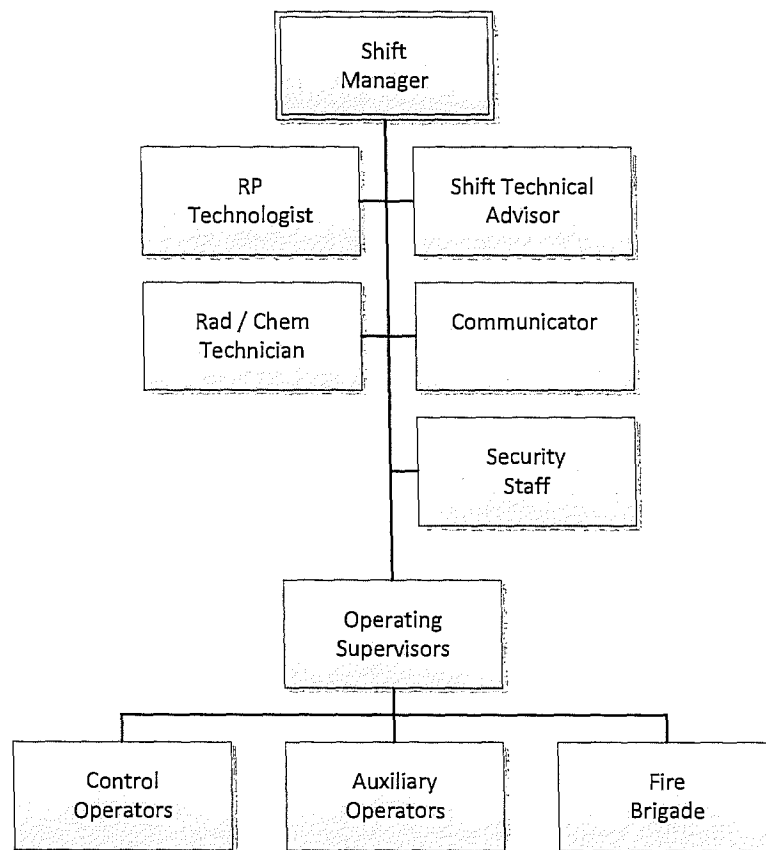 Shift
Manager
RP
Technologist
Shift Technical
Advisor
Rad / Chem
Technician
Communicator
Security
Staff
Operating
Supervisors
Control
Operators
Auxiliary
Operators
Fire
Brigade